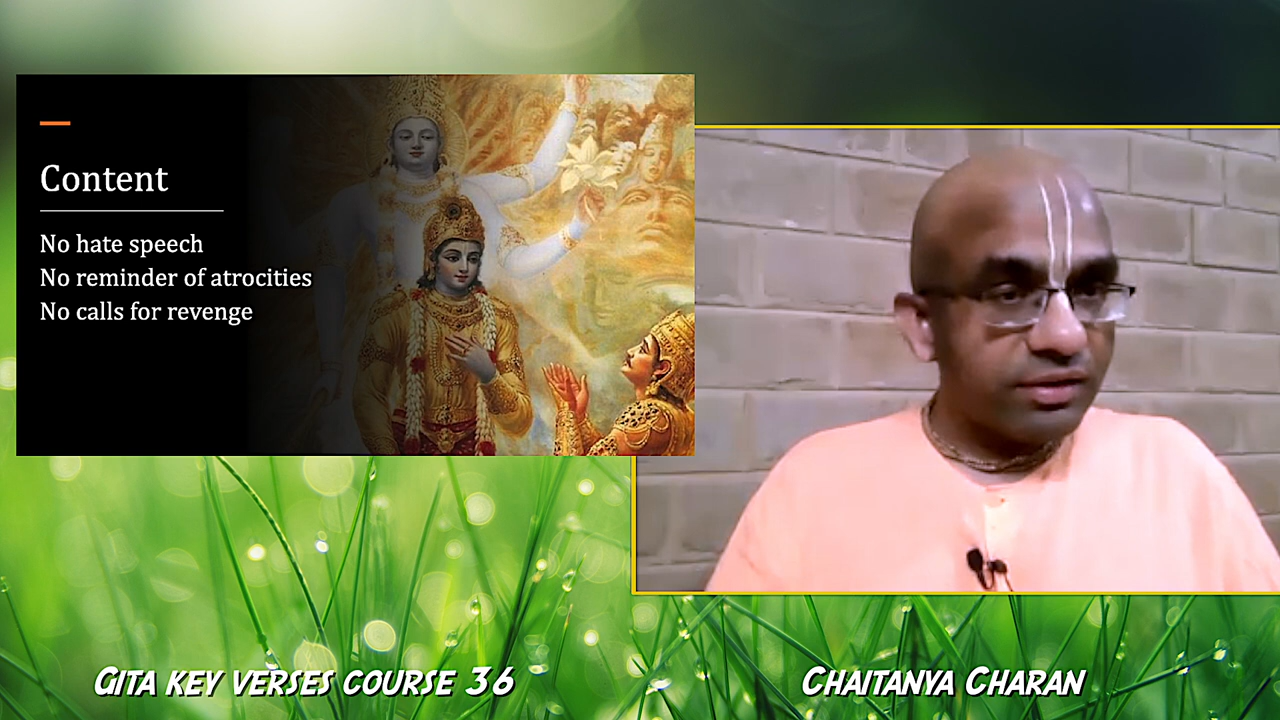 Content
No hate speech
No reminder of atrocities
No calls for revenge
GITA KEY VERSES COURSE 36
CHAITANYA CHARAN